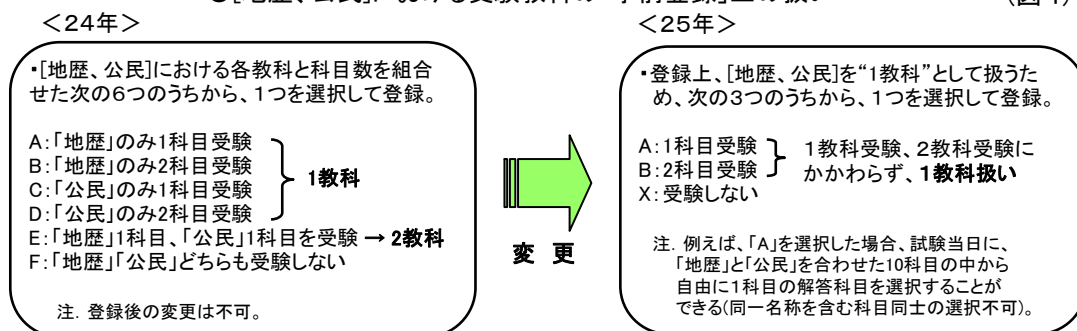 ＜24年＞
・[地歴、公民]における各教科と科目数を組合
せた次の6つのうちから、1つを選択して登録。
A:「地歴」のみ1科目受験
B:「地歴」のみ2科目受験
C:「公民」のみ1科目受験
D:「公民」のみ2科目受験
1教科
E:「地歴」1科目、「公民」1科目を受験 → 2教科
F:「地歴」「公民」どちらも受験しない
注. 登録後の変更は不可。
変 更
＜25年＞
・登録上、[地歴、公民]を“1教科”として扱うた
め、次の3つのうちから、1つを選択して登録。
A:1科目受験
B:2科目受験
X:受験しない
1教科受験、2教科受験に
かかわらず、1教科扱い
注. 例えば、「A」を選択した場合、試験当日に、
「地歴」と「公民」を合わせた10科目の中から
自由に1科目の解答科目を選択することが
できる(同一名称を含む科目同士の選択不可)。